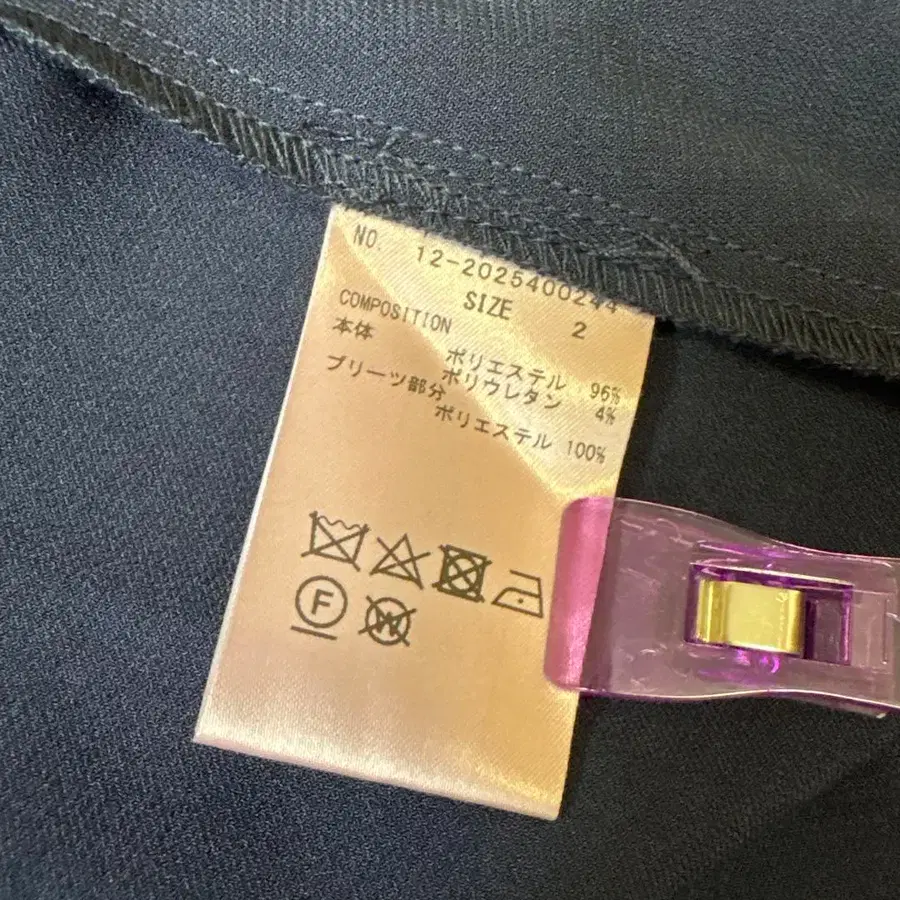 NO. 12-2025400244
SIZE 2
COMPOSITION
本体
ポリエステル 96%
ポリウレタン 4%
プリーツ部分
ポリエステル 100%
F
W